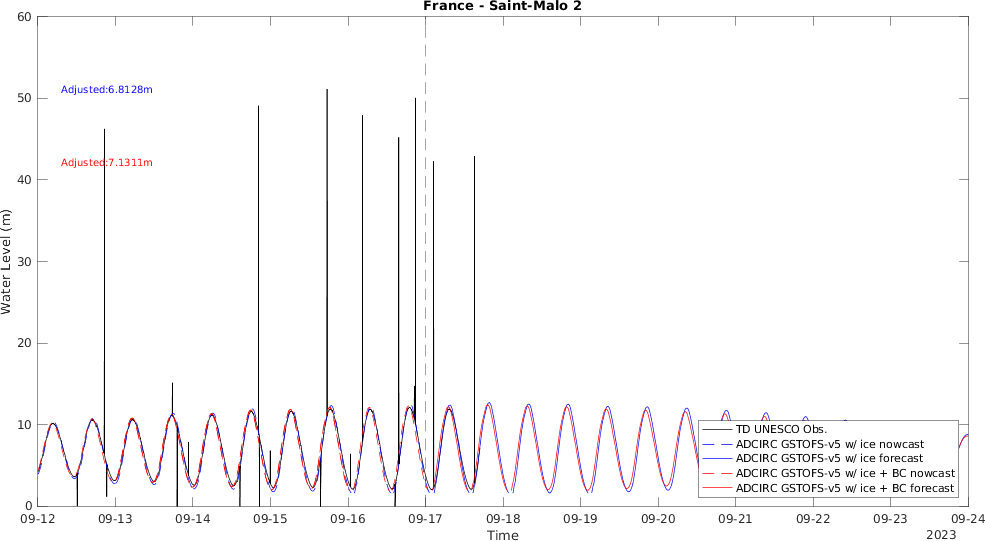 France - Saint-Malo 2
60
50
40
30
20
10
0
Water Level (m)
Adjusted:6.8128m
Adjusted:7.1311m
TD UNESCO Obs.
ADCIRC GSTOFS-v5 w/ ice nowcast
ADCIRC GSTOFS-v5 w/ ice forecast
ADCIRC GSTOFS-v5 w/ ice + BC nowcast
ADCIRC GSTOFS-v5 w/ ice + BC forecast
09-12 09-13 09-14 09-15 09-16 09-17 09-18 09-19 09-20 09-21 09-22 09-23 09-24
Time
2023